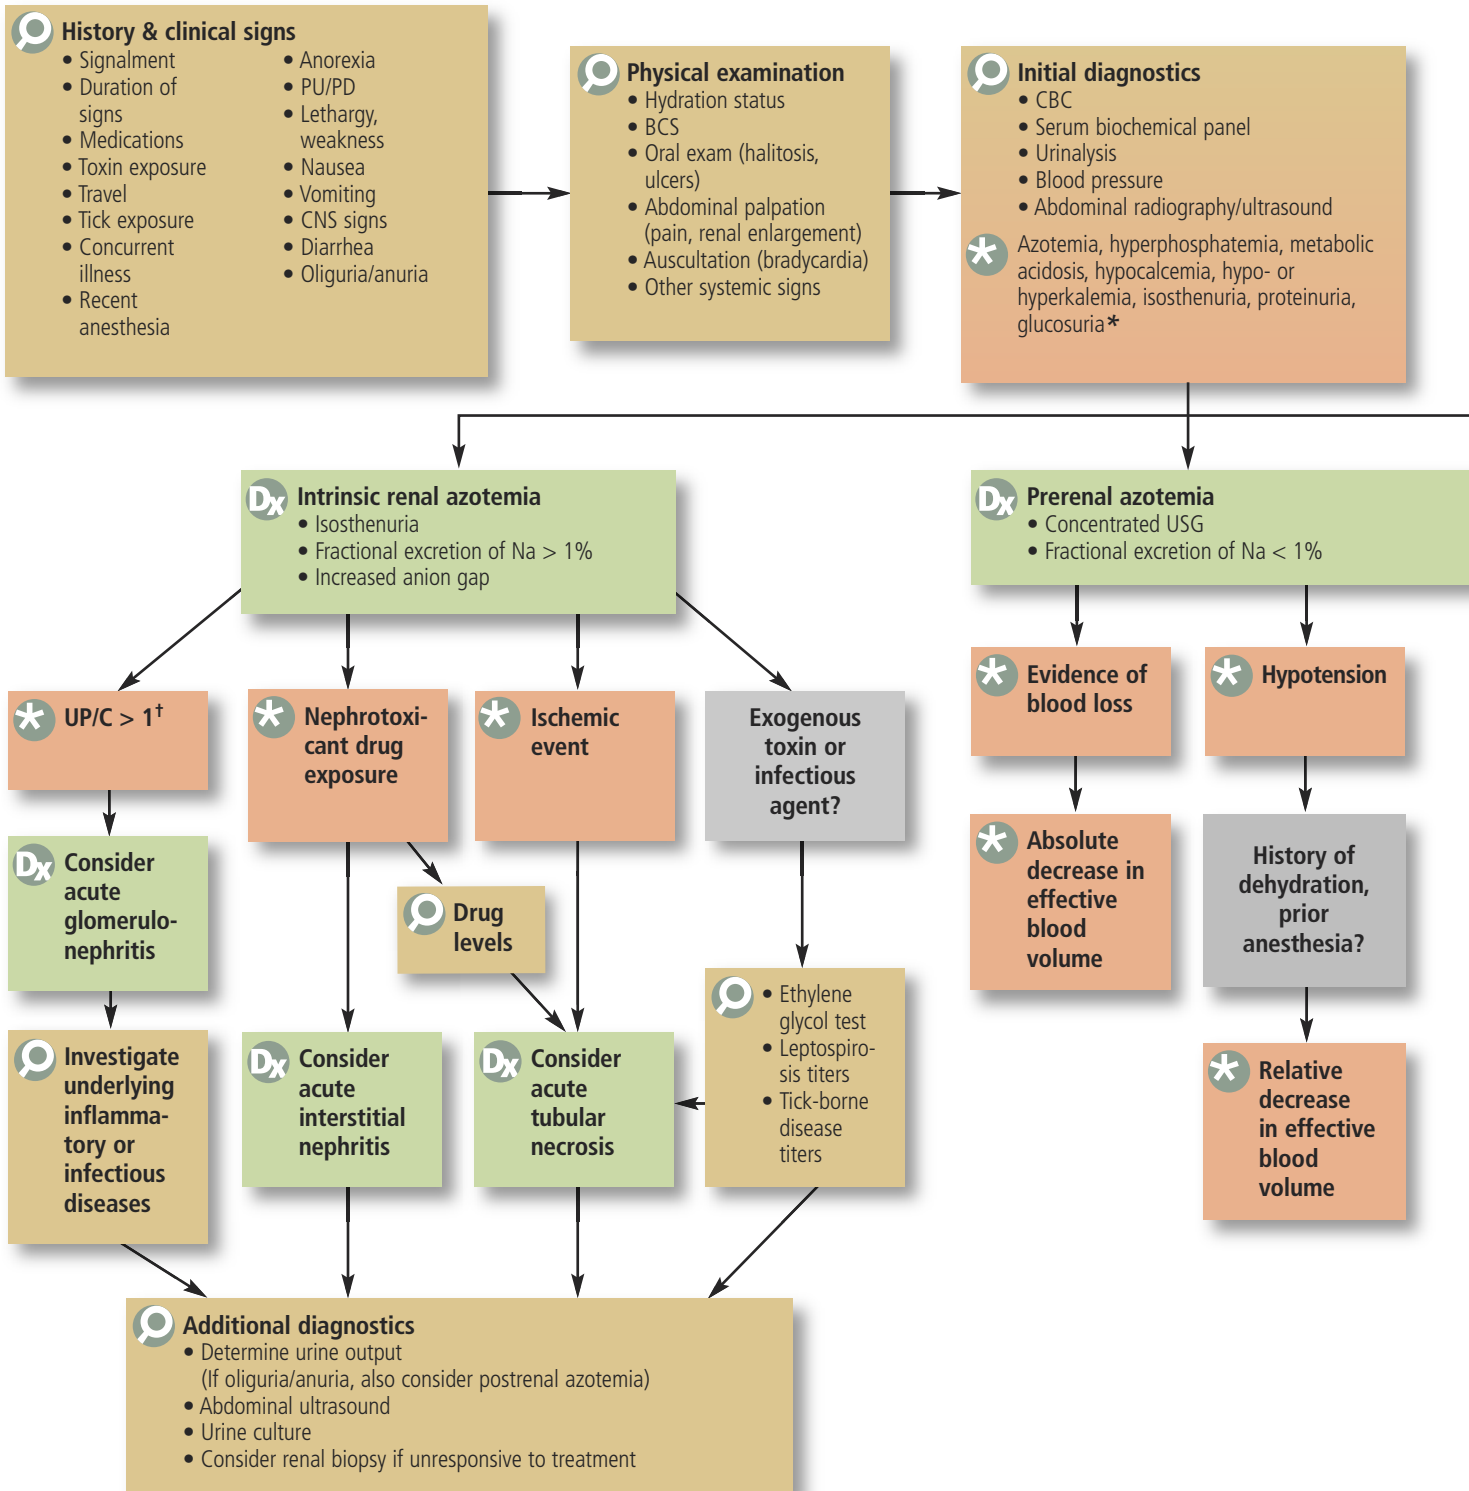 History & clinical signs
• Signalment
• Duration of
signs
• Medications
• Toxin exposure
• Travel
• Tick exposure
• Concurrent
illness
• Recent
anesthesia
• Anorexia
• PU/PD
• Lethargy,
weakness
• Nausea
• Vomiting
• CNS signs
• Diarrhea
• Oliguria/anuria
Physical examination
• Hydration status
• BCS
• Oral exam (halitosis,
ulcers)
• Abdominal palpation
(pain, renal enlargement)
• Auscultation (bradycardia)
• Other systemic signs
Initial diagnostics
• CBC
• Serum biochemical panel
• Urinalysis
• Blood pressure
• Abdominal radiography/ultrasound
* Azotemia, hyperphosphatemia, metabolic
acidosis, hypocalcemia, hypo- or
hyperkalemia, isosthenuria, proteinuria,
glucosuria*
Dx Intrinsic renal azotemia
• Isosthenuria
• Fractional excretion of Na > 1%
• Increased anion gap
Dx Prerenal azotemia
• Concentrated USG
• Fractional excretion of Na < 1%
* UP/C > 1†
* Nephrotoxi-
cant drug
exposure
* Ischemic
event
Exogenous
toxin or
infectious
agent?
* Evidence of
blood loss
* Hypotension
Dx Consider
acute
glomerulo-
nephritis
Drug
levels
* Absolute
decrease in
effective
blood
volume
History of
dehydration,
prior
anesthesia?
Investigate
underlying
inflamma-
tory or
infectious
diseases
Dx Consider
acute
interstitial
nephritis
Dx Consider
acute
tubular
necrosis
• Ethylene
glycol test
• Leptospiro-
sis titers
• Tick-borne
disease
titers
* Relative
decrease
in effective
blood
volume
Additional diagnostics
• Determine urine output
(If oliguria/anuria, also consider postrenal azotemia)
• Abdominal ultrasound
• Urine culture
• Consider renal biopsy if unresponsive to treatment